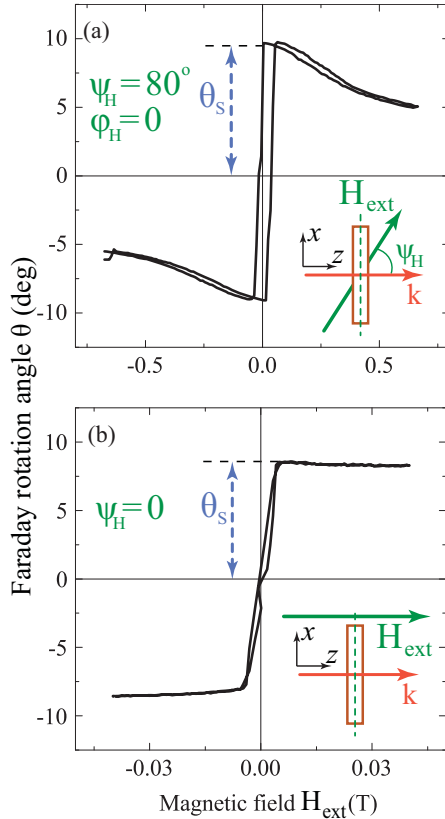 (a)
10
5
0
-5
-10
ψH = 80°
φH = 0
θS
Hext
x
z
ψH
k
-0.5
0.0
0.5
Faraday rotation angle θ (deg)
(b)
10
5
0
-5
-10
ψH = 0
θS
x
z
Hext
k
-0.03
0.00
0.03
Magnetic field Hext(T)